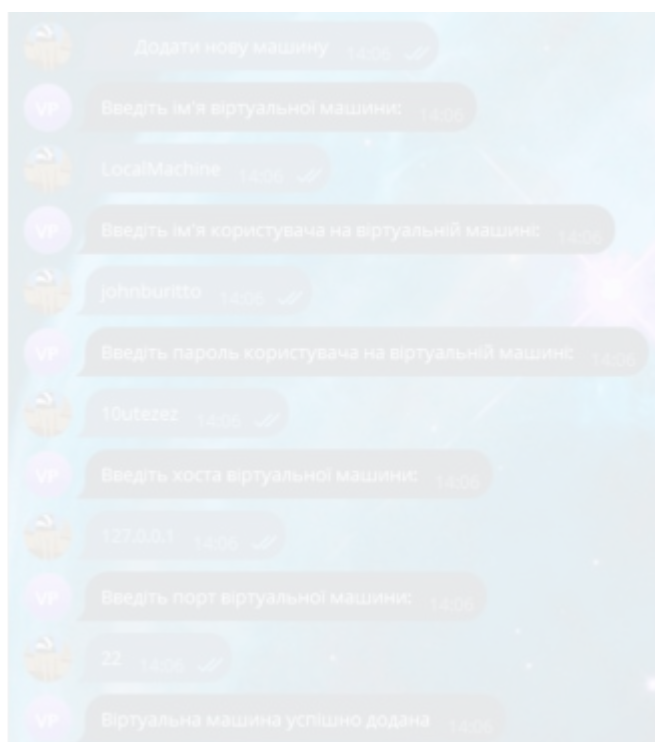 Додати нову машину 14:06
VP Введіть ім'я віртуальної машини: 14:06
LocalMachine 14:06
VP Введіть ім'я користувача на віртуальній машині: 14:06
johnburitto 14:06
VP Введіть пароль користувача на віртуальній машині: 14:06
10utezez 14:06
VP Введіть хоста віртуальної машини: 14:06
127.0.0.1 14:06
VP Введіть порт віртуальної машини: 14:06
22 14:06
VP Віртуальна машина успішно додана 14:06